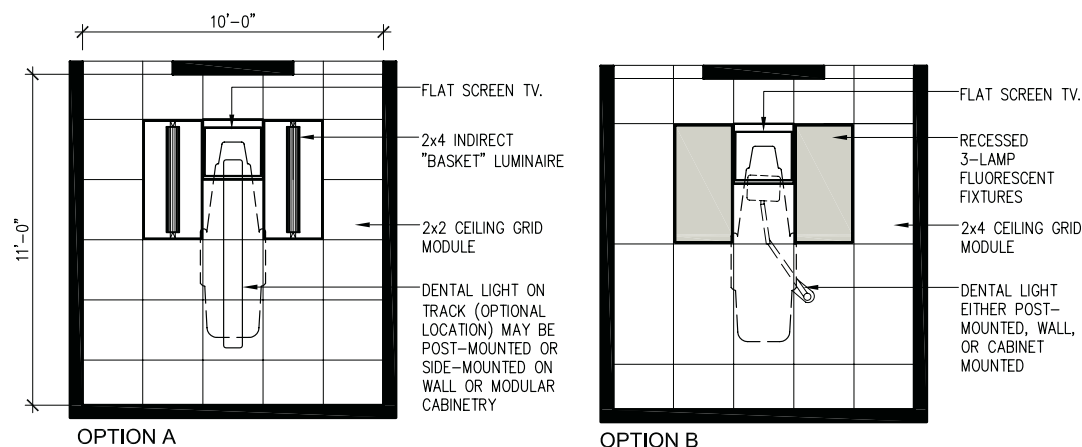 10'-0"
11'-0"
FLAT SCREEN TV.
2x4 INDIRECT
"BASKET" LUMINAIRE
2x2 CEILING GRID
MODULE
DENTAL LIGHT ON
TRACK (OPTIONAL
LOCATION) MAY BE
POST-MOUNTED OR
SIDE-MOUNTED ON
WALL OR MODULAR
CABINETRY
OPTION A
FLAT SCREEN TV.
RECESSED
3-LAMP
FLUORESCENT
FIXTURES
2x4 CEILING GRID
MODULE
DENTAL LIGHT
EITHER POST-
MOUNTED, WALL,
OR CABINET
MOUNTED
OPTION B